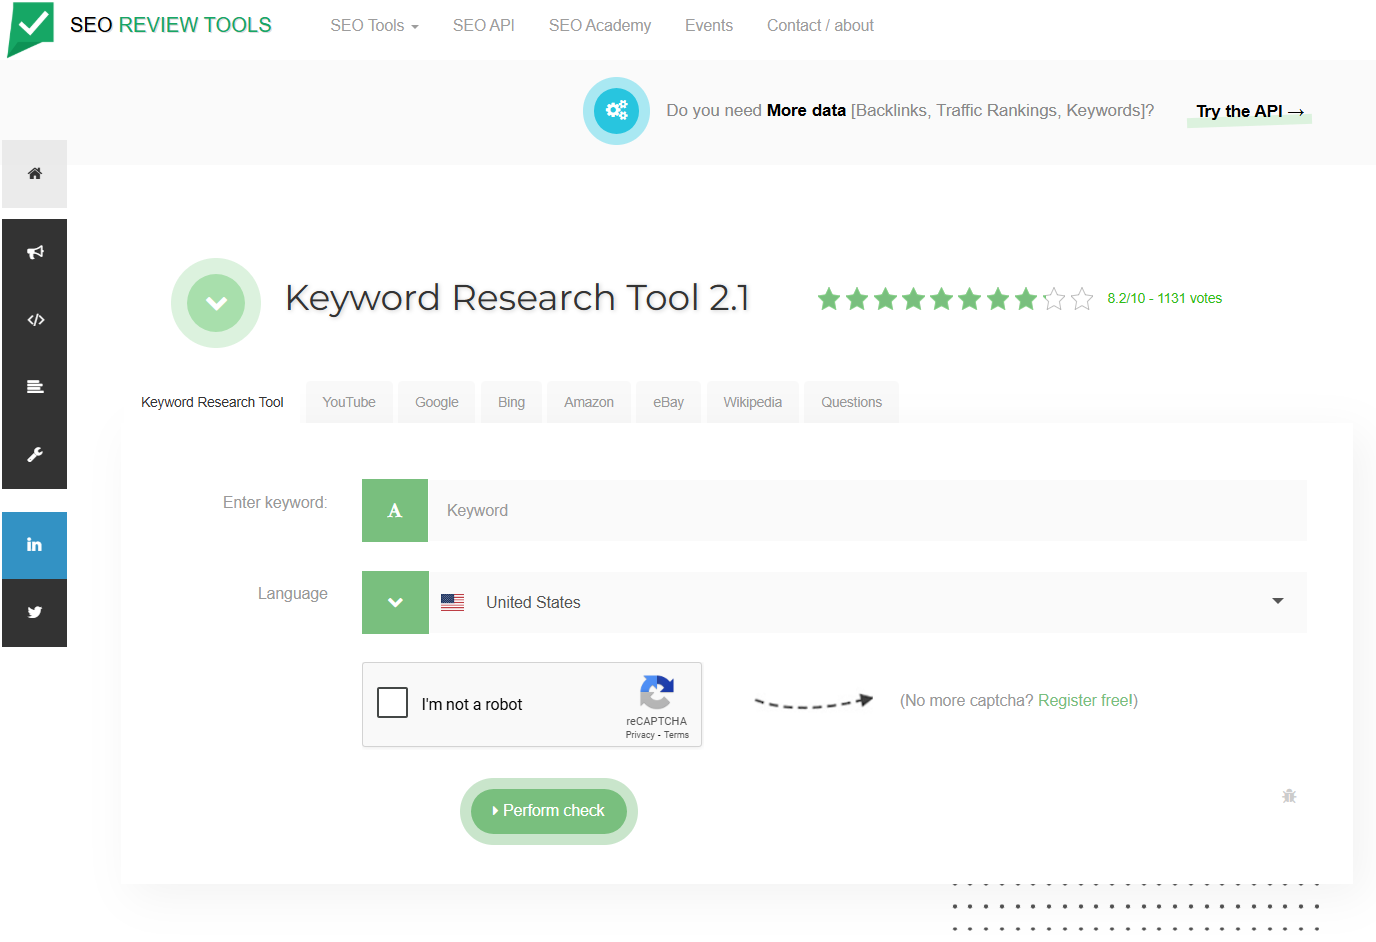 SEO REVIEW TOOLS
SEO Tools
SEO API
SEO Academy
Events
Contact / about
Do you need More data [Backlinks, Traffic Rankings, Keywords]?
Try the API →
Keyword Research Tool 2.1
8.2/10 - 1131 votes
Keyword Research Tool
YouTube
Google
Bing
Amazon
eBay
Wikipedia
Questions
Enter keyword:
A
Keyword
Language
United States
I'm not a robot
reCAPTCHA
Privacy - Terms
(No more captcha? Register free!)
Perform check
in